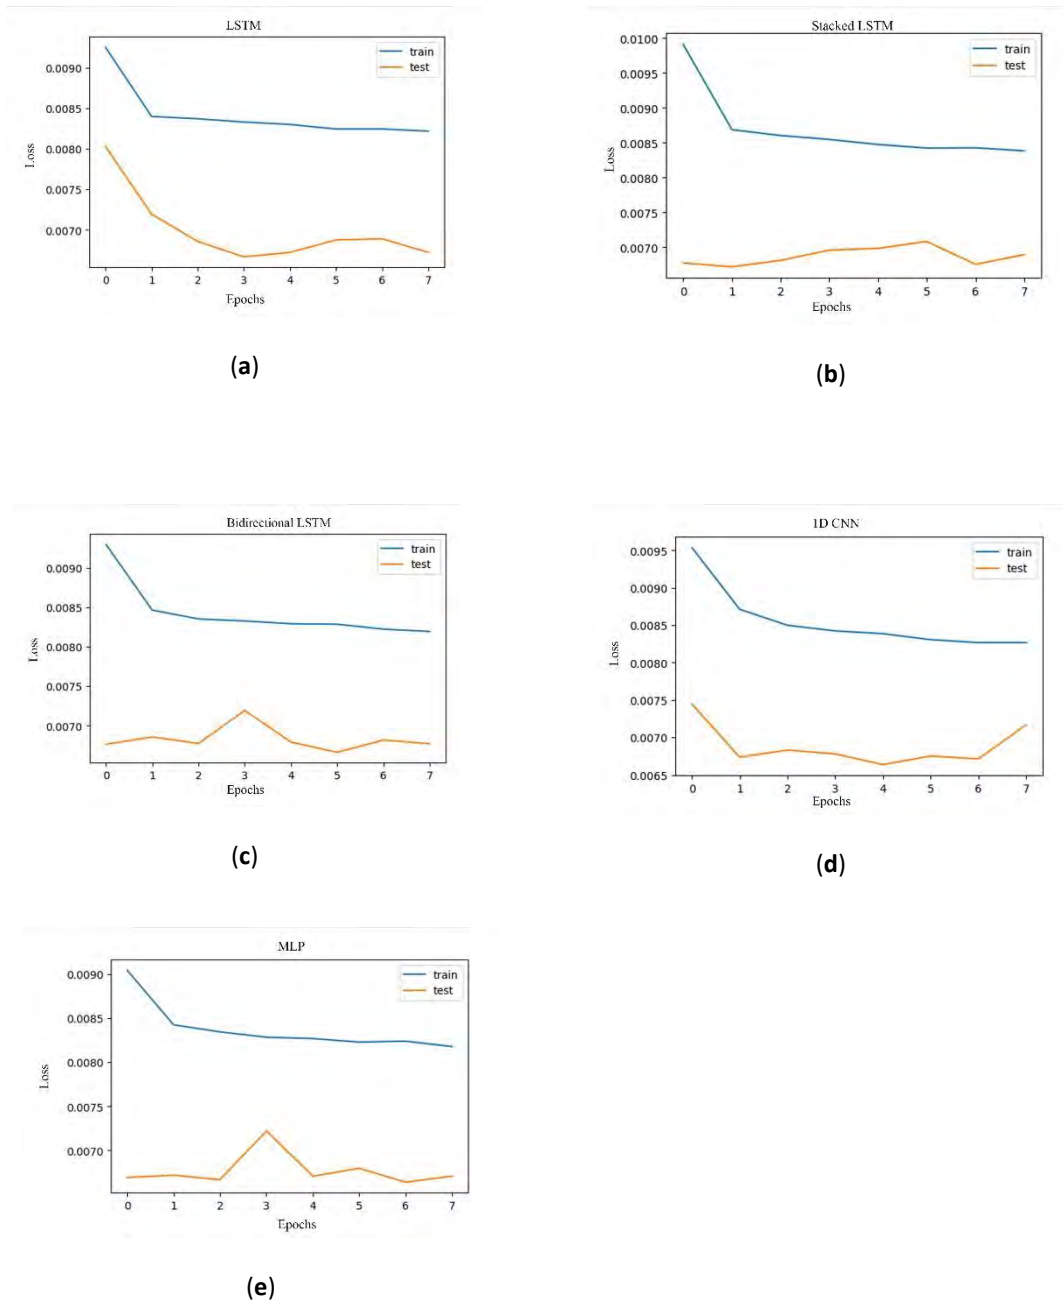 LSTM
train
test
0.0090
0.0085
0.0080
0.0075
0.0070
Loss
0 1 2 3 4 5 6 7
Epochs
(a)
Stacked LSTM
train
test
0.0100
0.0095
0.0090
0.0085
0.0080
0.0075
0.0070
Loss
0 1 2 3 4 5 6 7
Epochs
(b)
Bidirectional LSTM
train
test
0.0090
0.0085
0.0080
0.0075
0.0070
Loss
0 1 2 3 4 5 6 7
Epochs
(c)
1D CNN
train
test
0.0095
0.0090
0.0085
0.0080
0.0075
0.0070
0.0065
Loss
0 1 2 3 4 5 6 7
Epochs
(d)
MLP
train
test
0.0090
0.0085
0.0080
0.0075
0.0070
Loss
0 1 2 3 4 5 6 7
Epochs
(e)